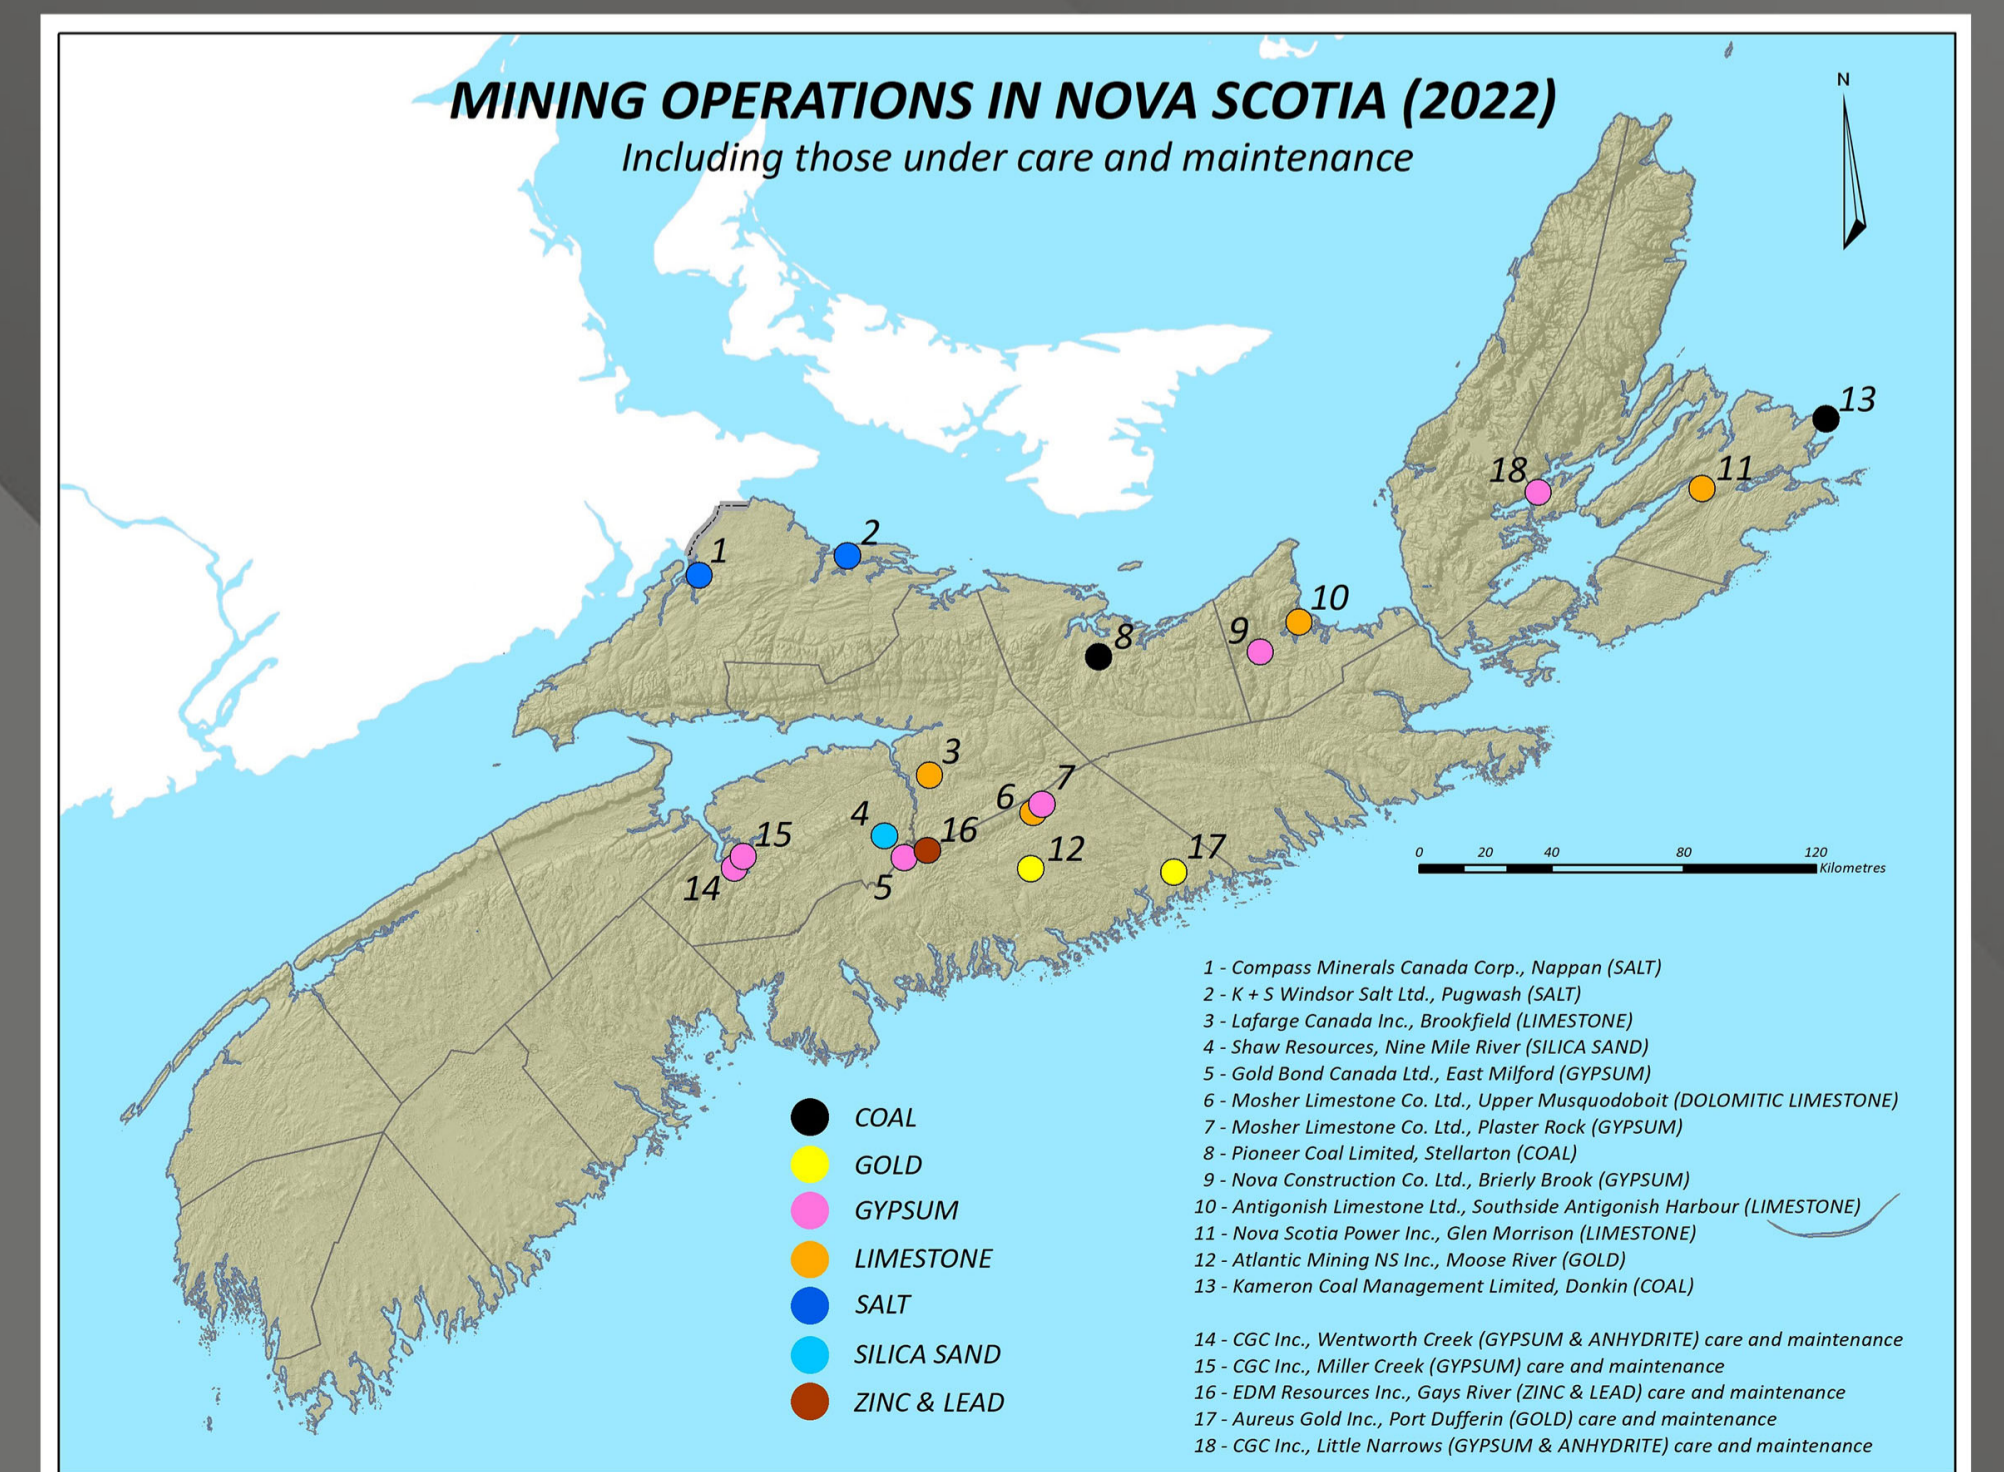 MINING OPERATIONS IN NOVA SCOTIA (2022)
Including those under care and maintenance
N
13
18
11
2
1
10
9
8
3
7
6
4
16
15
12
17
14
5
0 20 40 80 120
Kilometres
COAL
GOLD
GYPSUM
LIMESTONE
SALT
SILICA SAND
ZINC & LEAD
1 - Compass Minerals Canada Corp., Nappan (SALT)
2 - K + S Windsor Salt Ltd., Pugwash (SALT)
3 - Lafarge Canada Inc., Brookfield (LIMESTONE)
4 - Shaw Resources, Nine Mile River (SILICA SAND)
5 - Gold Bond Canada Ltd., East Milford (GYPSUM)
6 - Mosher Limestone Co. Ltd., Upper Musquodoboit (DOLOMITIC LIMESTONE)
7 - Mosher Limestone Co. Ltd., Plaster Rock (GYPSUM)
8 - Pioneer Coal Limited, Stellarton (COAL)
9 - Nova Construction Co. Ltd., Brierly Brook (GYPSUM)
10 - Antigonish Limestone Ltd., Southside Antigonish Harbour (LIMESTONE)
11 - Nova Scotia Power Inc., Glen Morrison (LIMESTONE)
12 - Atlantic Mining NS Inc., Moose River (GOLD)
13 - Kameron Coal Management Limited, Donkin (COAL)
14 - CGC Inc., Wentworth Creek (GYPSUM & ANHYDRITE) care and maintenance
15 - CGC Inc., Miller Creek (GYPSUM) care and maintenance
16 - EDM Resources Inc., Gays River (ZINC & LEAD) care and maintenance
17 - Aureus Gold Inc., Port Dufferin (GOLD) care and maintenance
18 - CGC Inc., Little Narrows (GYPSUM & ANHYDRITE) care and maintenance